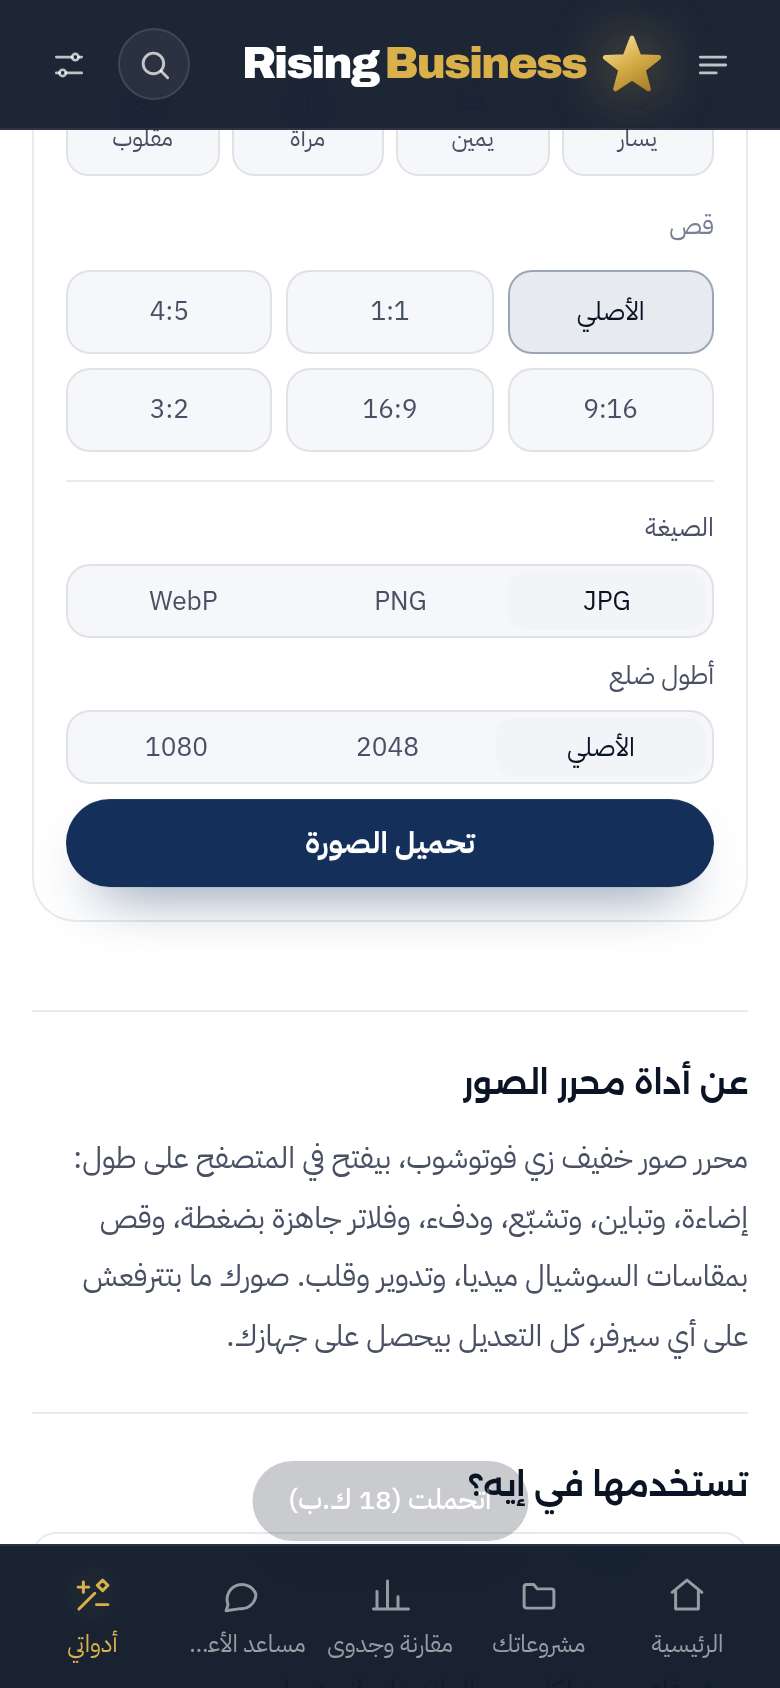 Rising Business
يسار
يمين
مرآة
مقلوب
قص
الأصلي
1:1
4:5
9:16
16:9
3:2
الصيغة
JPG
PNG
WebP
أطول ضلع
الأصلي
2048
1080
تحميل الصورة
عن أداة محرر الصور
محرر صور خفيف زي فوتوشوب، بيفتح في المتصفح على طول:
إضاءة، وتباين، وتشبّع، ودفء، وفلاتر جاهزة بضغطة، وقص
بمقاسات السوشيال ميديا، وتدوير وقلب. صورك ما بتترفعش
على أي سيرفر، كل التعديل بيحصل على جهازك.
تستخدمها في إيه؟
اتحملت (18 ك.ب)
الرئيسية
مشروعاتك
مقارنة وجدوى
مساعد الأعـ...
أدواتي